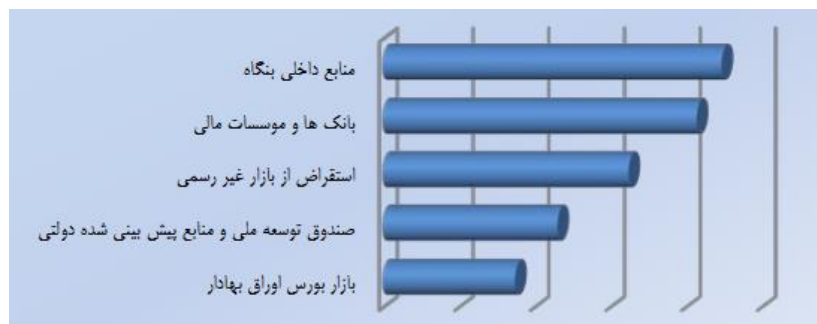 منابع داخلی بنگاه
بانک ها و موسسات مالی
استقراض از بازار غیر رسمی
صندوق توسعه ملی و منابع پیش بینی شده دولتی
بازار بورس اوراق بهادار